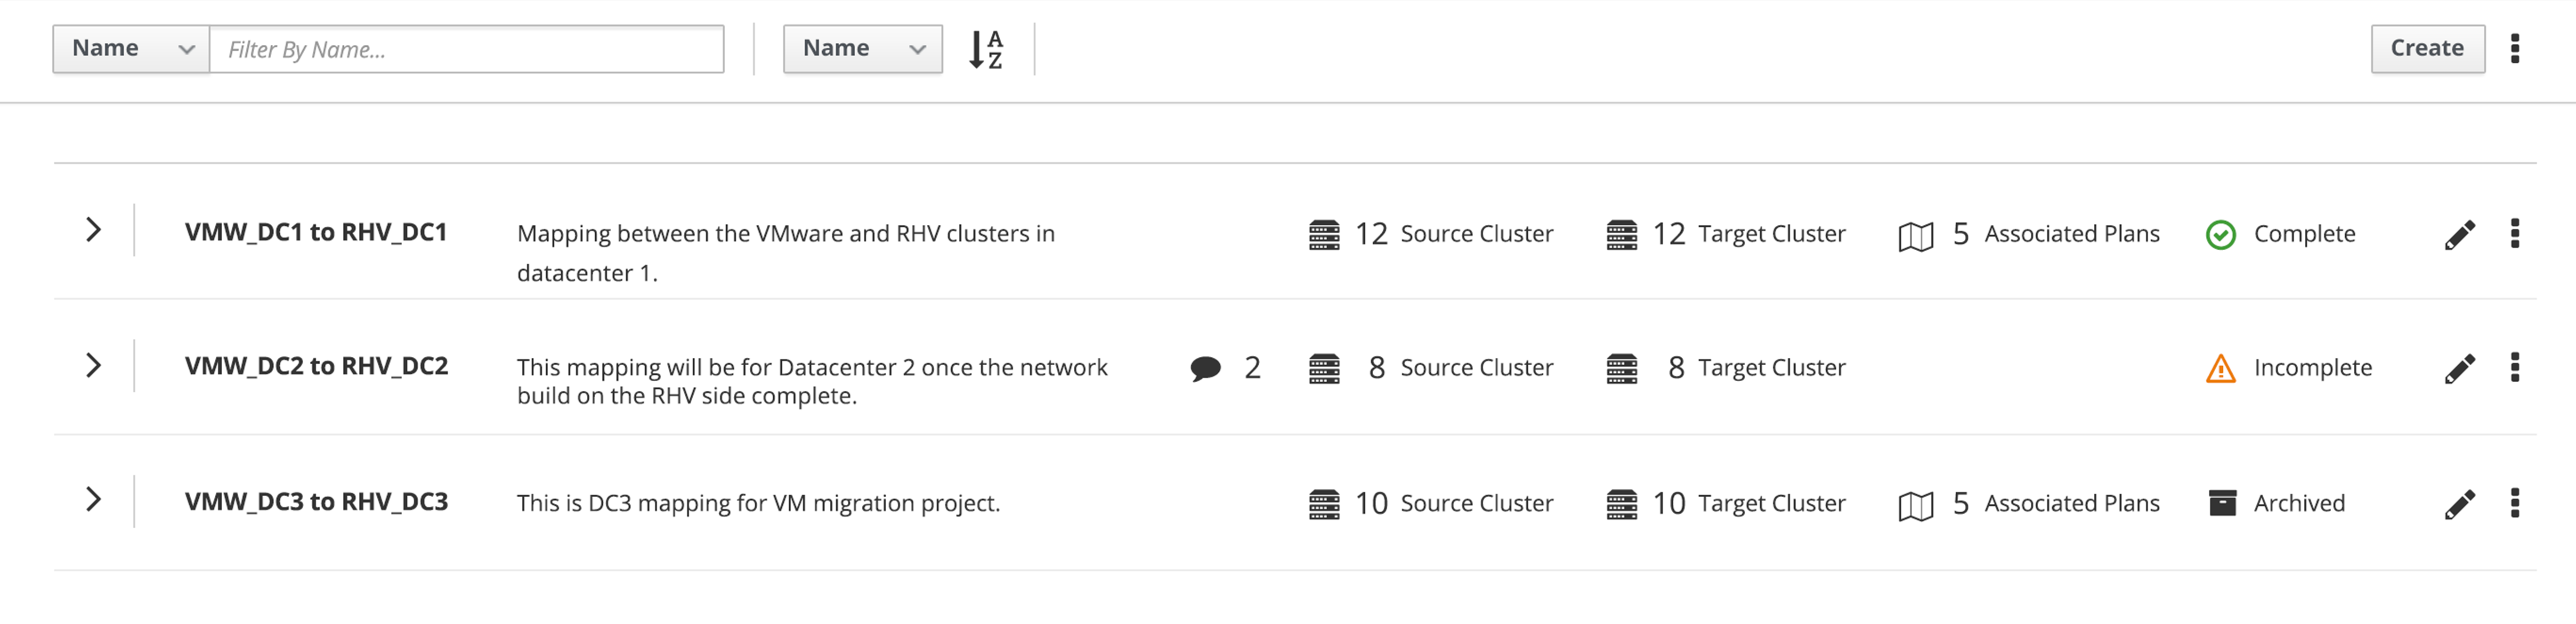 Name Filter By Name... Name A Z Create
VMW_DC1 to RHV_DC1 Mapping between the VMware and RHV clusters in 12 Source Cluster 12 Target Cluster 5 Associated Plans Complete
datacenter 1.
VMW_DC2 to RHV_DC2 This mapping will be for Datacenter 2 once the network 2 8 Source Cluster 8 Target Cluster Incomplete
build on the RHV side complete.
VMW_DC3 to RHV_DC3 This is DC3 mapping for VM migration project. 10 Source Cluster 10 Target Cluster 5 Associated Plans Archived